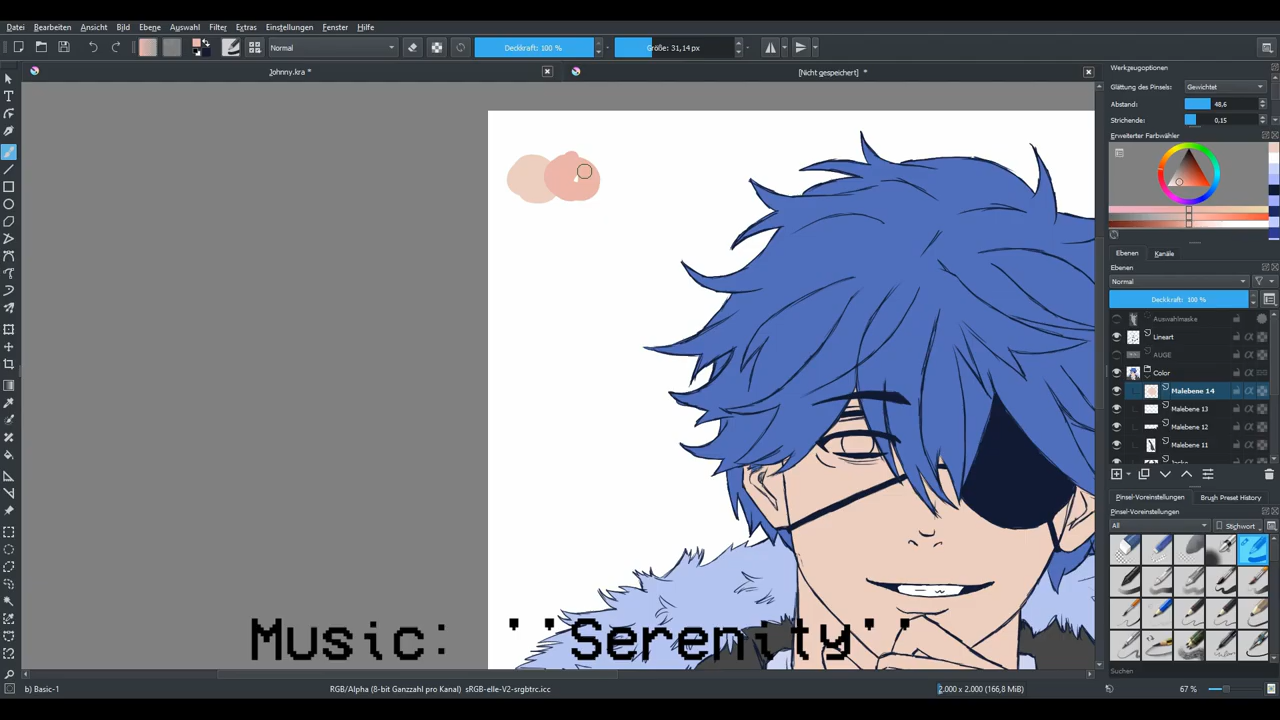 Datei Bearbeiten Ansicht Bild Ebene Auswahl Filter Extras Einstellungen Fenster Hilfe
Normal Deckkraft: 100 % Größe: 31,14 px
Johnny.kra * [Nicht gespeichert] *
Werkzeugoptionen
Glättung des Pinsels: Gewichtet
Abstand: 48,6
Strichende: 0,15
Erweiterter Farbwähler
Ebenen Kanäle
Ebenen
Normal
Deckkraft: 100 %
Auswahlmaske
Lineart
AUGE
Color
Malebene 14
Malebene 13
Malebene 12
Malebene 11
Jacke
Pinsel-Voreinstellungen Brush Preset History
Pinsel-Voreinstellungen
All Stichwort
Suchen
Music: ''Serenity''
b) Basic-1 RGB/Alpha (8-bit Ganzzahl pro Kanal) sRGB-elle-V2-srgbtrc.icc 2.000 x 2.000 (166,8 MiB) 67 %